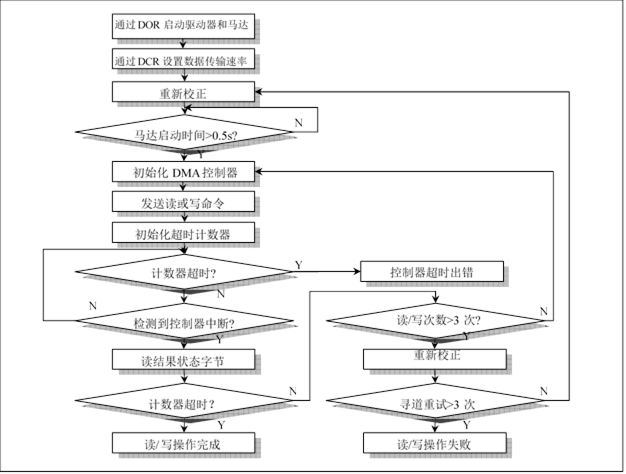 通过 DOR 启动驱动器和马达
通过 DCR 设置数据传输速率
重新校正
N
马达启动时间>0.5s?
Y
初始化 DMA 控制器
发送读或写命令
初始化超时计数器
计数器超时?
Y
控制器超时出错
N
N
检测到控制器中断?
Y
读/写次数>3 次?
N
Y
读结果状态字节
重新校正
计数器超时?
N
Y
寻道重试>3 次
N
Y
读/写操作完成
读/写操作失败